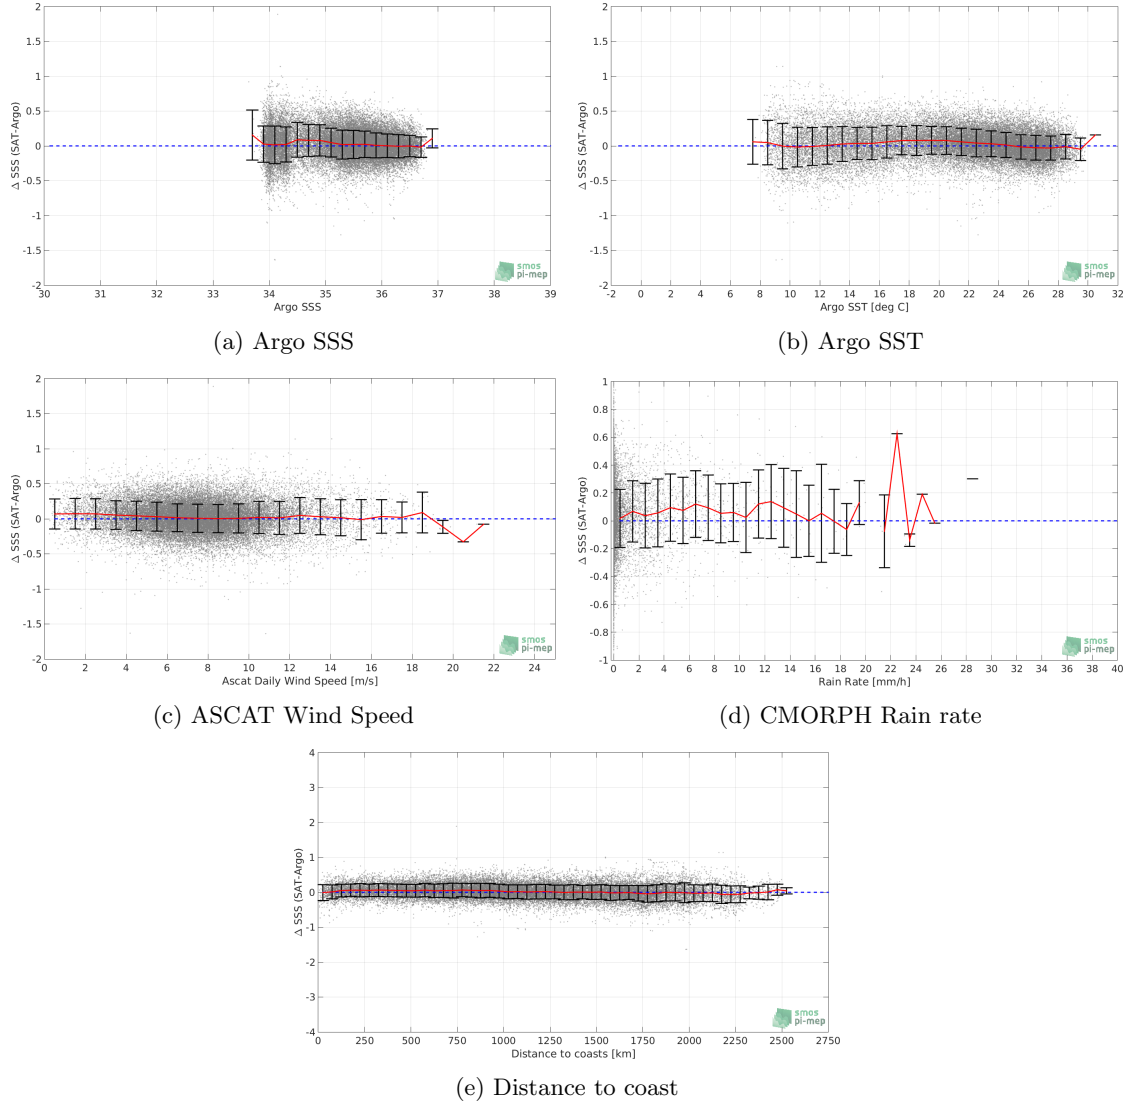 2
1.5
1
0.5
0
-0.5
-1
-1.5
-2
Δ SSS (SAT-Argo)
30 31 32 33 34 35 36 37 38 39
Argo SSS
smos
pi-mep
(a) Argo SSS
2
1.5
1
0.5
0
-0.5
-1
-1.5
-2
Δ SSS (SAT-Argo)
-2 0 2 4 6 8 10 12 14 16 18 20 22 24 26 28 30 32
Argo SST [deg C]
smos
pi-mep
(b) Argo SST
2
1.5
1
0.5
0
-0.5
-1
-1.5
-2
Δ SSS (SAT-Argo)
0 2 4 6 8 10 12 14 16 18 20 22 24
Ascat Daily Wind Speed [m/s]
smos
pi-mep
(c) ASCAT Wind Speed
1
0.8
0.6
0.4
0.2
0
-0.2
-0.4
-0.6
-0.8
-1
Δ SSS (SAT-Argo)
0 2 4 6 8 10 12 14 16 18 20 22 24 26 28 30 32 34 36 38 40
Rain Rate [mm/h]
smos
pi-mep
(d) CMORPH Rain rate
4
3
2
1
0
-1
-2
-3
-4
Δ SSS (SAT-Argo)
0 250 500 750 1000 1250 1500 1750 2000 2250 2500 2750
Distance to coasts [km]
smos
pi-mep
(e) Distance to coast